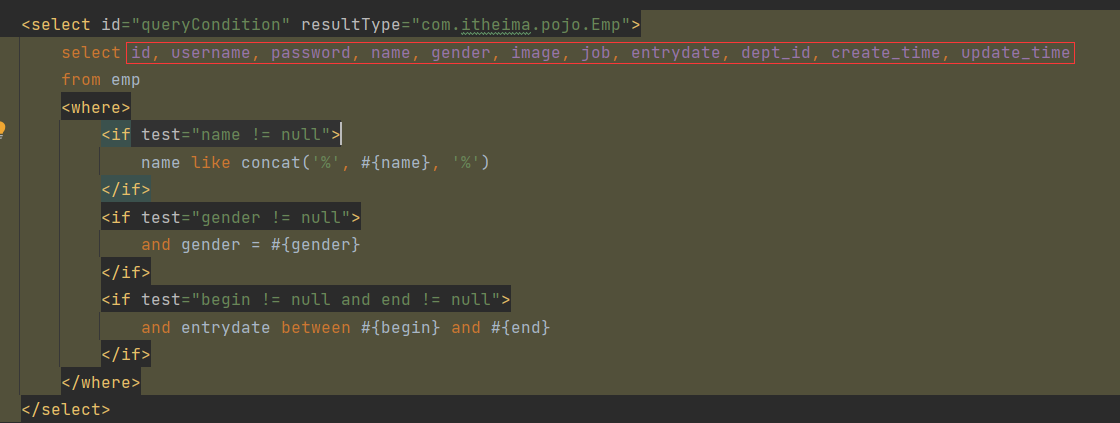 <select id="queryCondition" resultType="com.itheima.pojo.Emp">
select id, username, password, name, gender, image, job, entrydate, dept_id, create_time, update_time
from emp
<where>
<if test="name != null">
name like concat('%', #{name}, '%')
</if>
<if test="gender != null">
and gender = #{gender}
</if>
<if test="begin != null and end != null">
and entrydate between #{begin} and #{end}
</if>
</where>
</select>